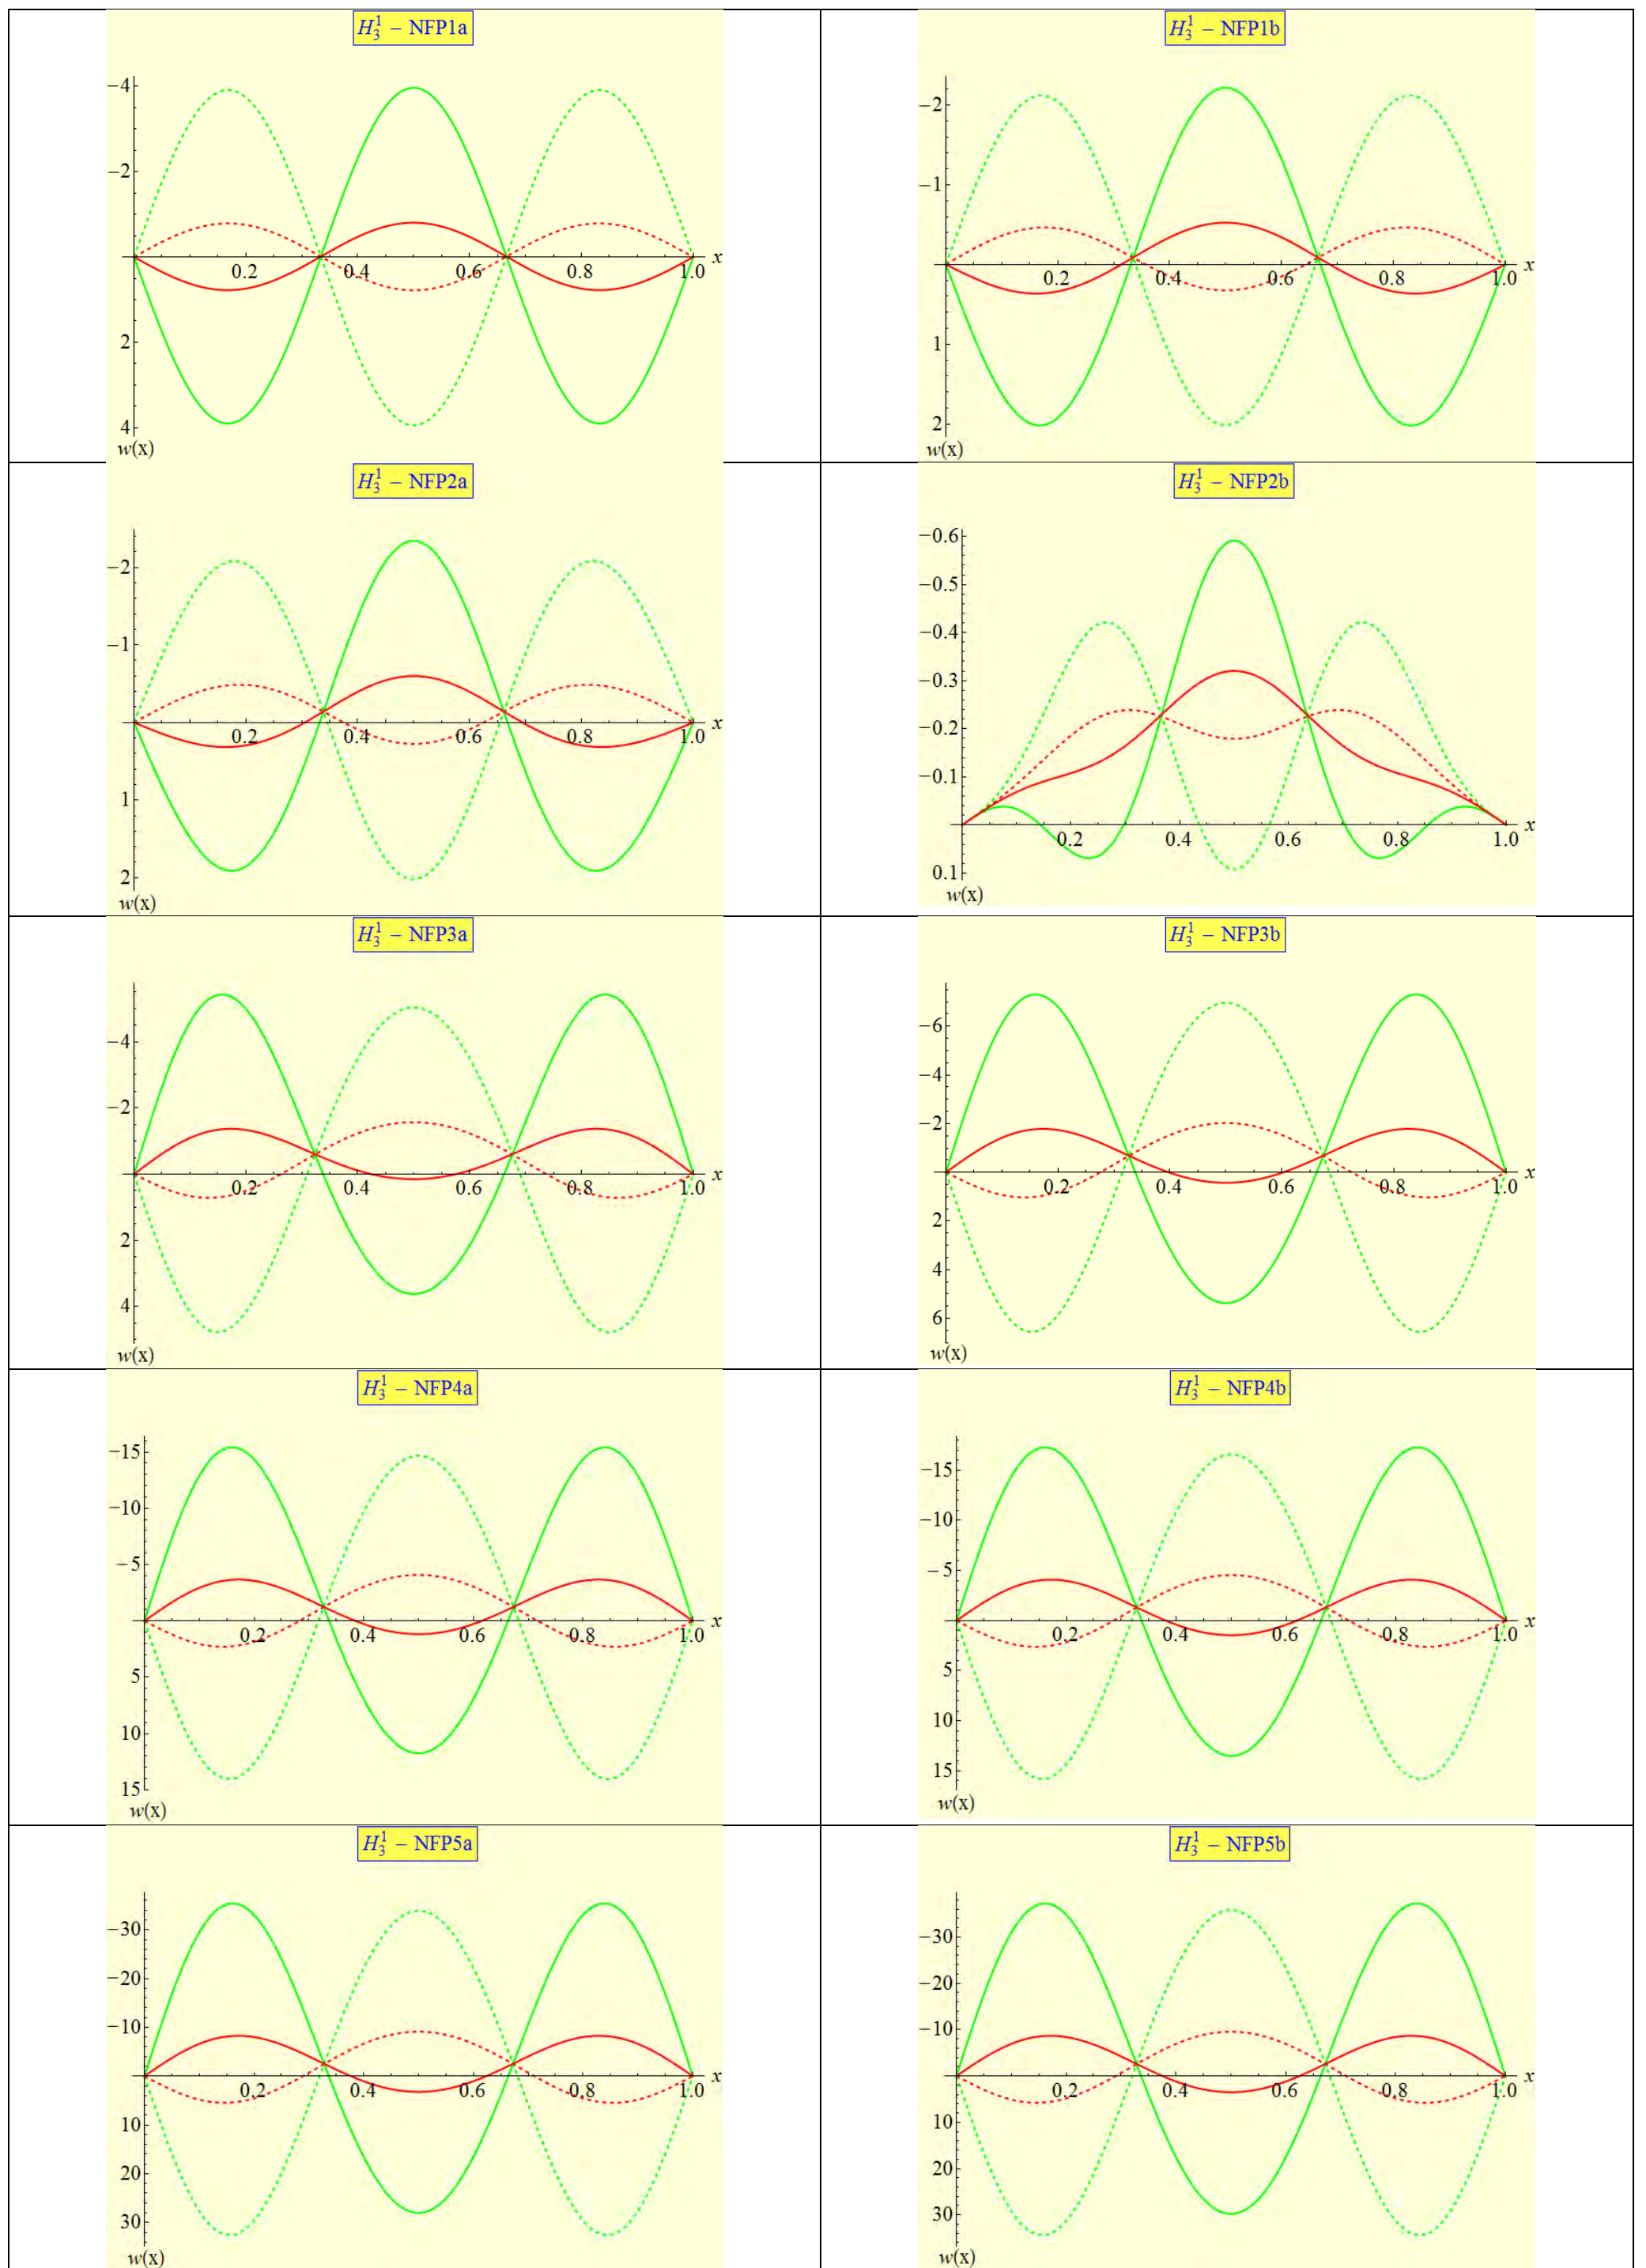 H₃¹ – NFP1a
−4
−2
2
4
0.2 0.4 0.6 0.8 1.0 x
w(x)
H₃¹ – NFP1b
−2
−1
1
2
0.2 0.4 0.6 0.8 1.0 x
w(x)
H₃¹ – NFP2a
−2
−1
1
2
0.2 0.4 0.6 0.8 1.0 x
w(x)
H₃¹ – NFP2b
−0.6
−0.5
−0.4
−0.3
−0.2
−0.1
0.1
0.2 0.4 0.6 0.8 1.0 x
w(x)
H₃¹ – NFP3a
−4
−2
2
4
0.2 0.4 0.6 0.8 1.0 x
w(x)
H₃¹ – NFP3b
−6
−4
−2
2
4
6
0.2 0.4 0.6 0.8 1.0 x
w(x)
H₃¹ – NFP4a
−15
−10
−5
5
10
15
0.2 0.4 0.6 0.8 1.0 x
w(x)
H₃¹ – NFP4b
−15
−10
−5
5
10
15
0.2 0.4 0.6 0.8 1.0 x
w(x)
H₃¹ – NFP5a
−30
−20
−10
10
20
30
0.2 0.4 0.6 0.8 1.0 x
w(x)
H₃¹ – NFP5b
−30
−20
−10
10
20
30
0.2 0.4 0.6 0.8 1.0 x
w(x)